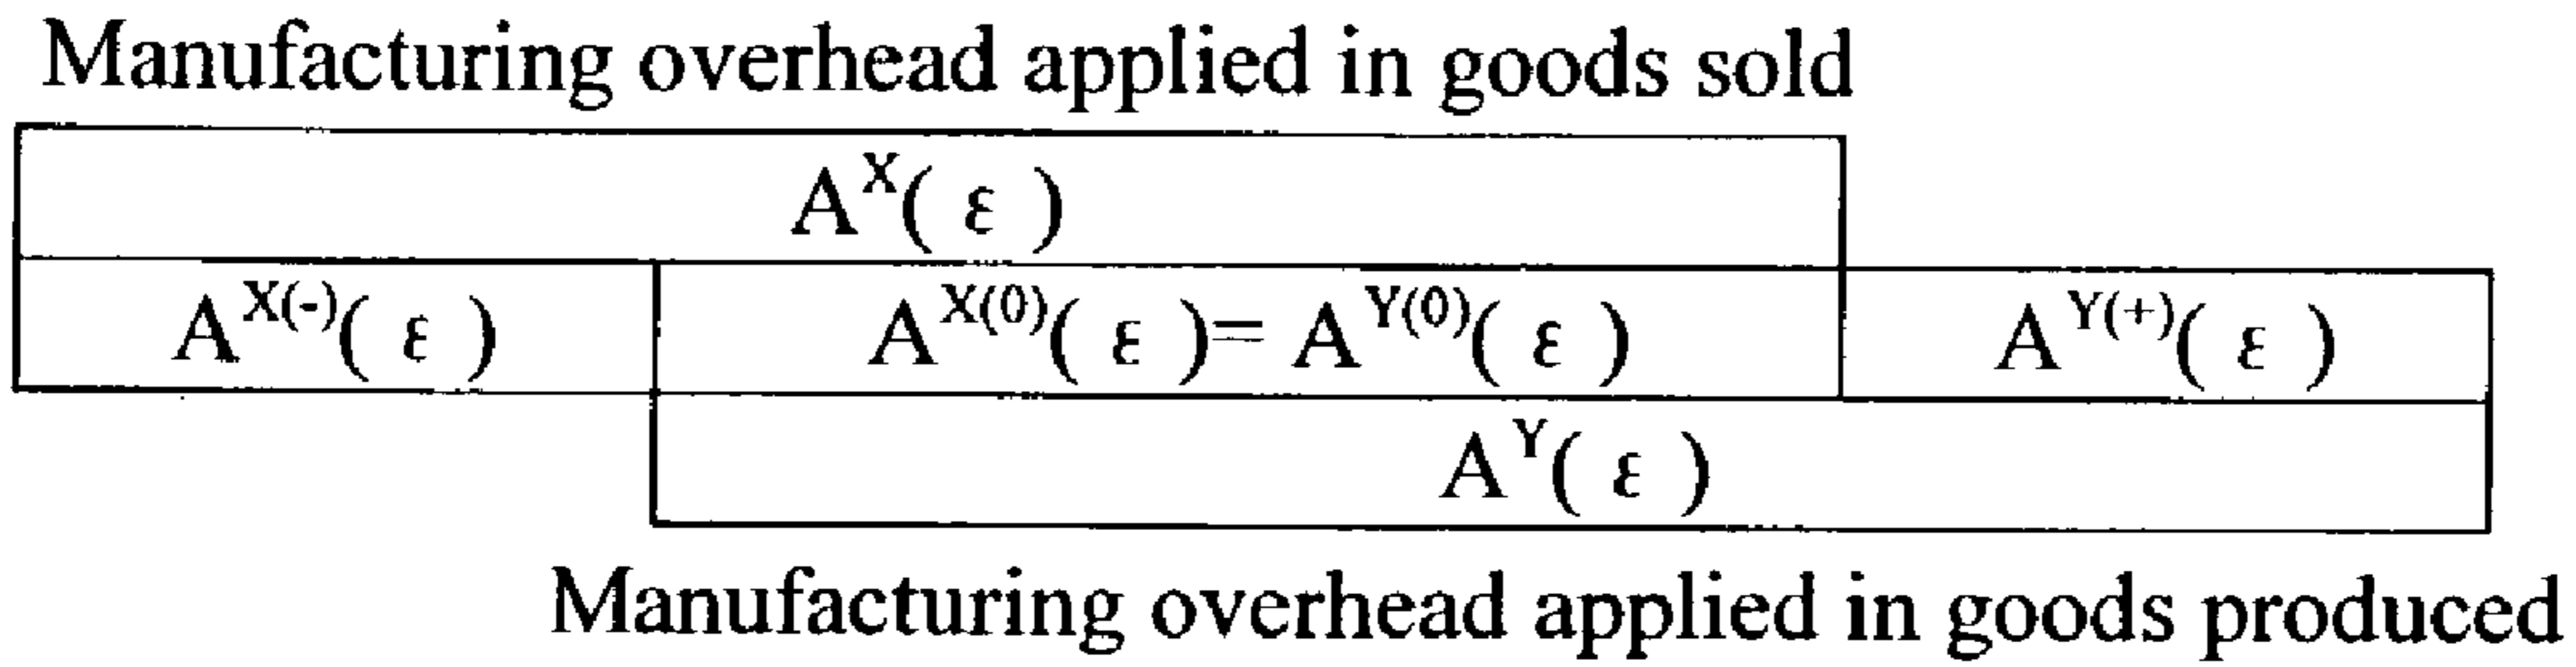 Manufacturing overhead applied in goods sold
A^X( ε )
A^X(-)( ε ) A^X(0)( ε )= A^Y(0)( ε ) A^Y(+)( ε )
A^Y( ε )
Manufacturing overhead applied in goods produced